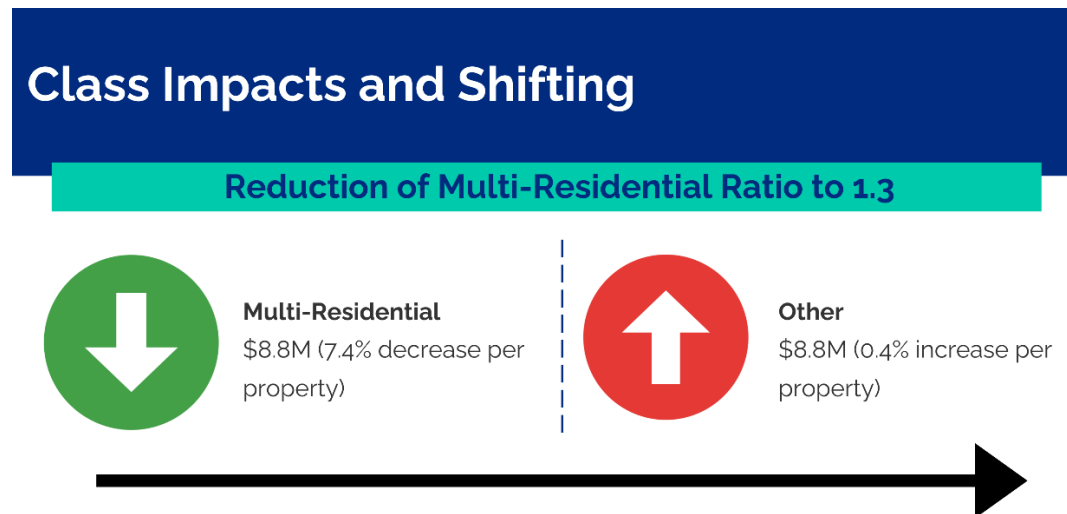 Class Impacts and Shifting
Reduction of Multi-Residential Ratio to 1.3
Multi-Residential
$8.8M (7.4% decrease per
property)
Other
$8.8M (0.4% increase per
property)